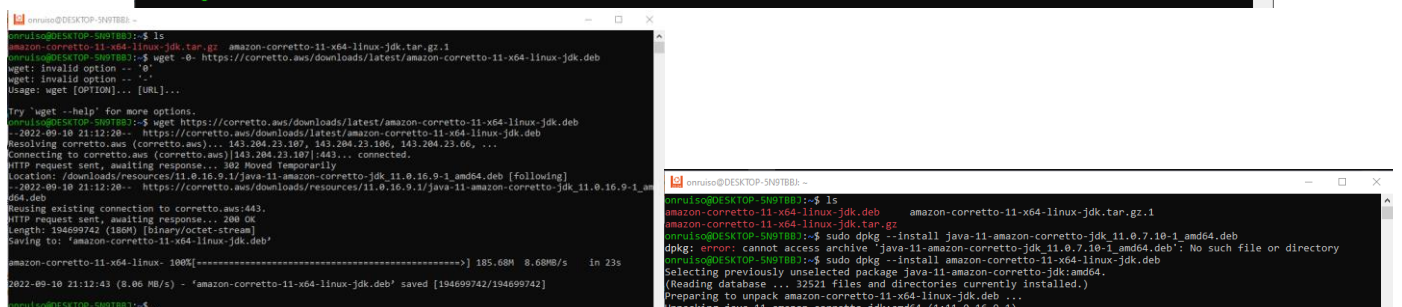 onruiso@DESKTOP-5N9TBBJ: ~
onruiso@DESKTOP-5N9TBBJ:~$ ls
amazon-corretto-11-x64-linux-jdk.tar.gz  amazon-corretto-11-x64-linux-jdk.tar.gz.1
onruiso@DESKTOP-5N9TBBJ:~$ wget -0- https://corretto.aws/downloads/latest/amazon-corretto-11-x64-linux-jdk.deb
wget: invalid option -- '0'
wget: invalid option -- '-'
Usage: wget [OPTION]... [URL]...
Try `wget --help' for more options.
onruiso@DESKTOP-5N9TBBJ:~$ wget https://corretto.aws/downloads/latest/amazon-corretto-11-x64-linux-jdk.deb
--2022-09-10 21:12:20--  https://corretto.aws/downloads/latest/amazon-corretto-11-x64-linux-jdk.deb
Resolving corretto.aws (corretto.aws)... 143.204.23.107, 143.204.23.106, 143.204.23.66, ...
Connecting to corretto.aws (corretto.aws)|143.204.23.107|:443... connected.
HTTP request sent, awaiting response... 302 Moved Temporarily
Location: /downloads/resources/11.0.16.9.1/java-11-amazon-corretto-jdk_11.0.16.9-1_amd64.deb [following]
--2022-09-10 21:12:20--  https://corretto.aws/downloads/resources/11.0.16.9.1/java-11-amazon-corretto-jdk_11.0.16.9-1_am
d64.deb
Reusing existing connection to corretto.aws:443.
HTTP request sent, awaiting response... 200 OK
Length: 194699742 (186M) [binary/octet-stream]
Saving to: ‘amazon-corretto-11-x64-linux-jdk.deb’
amazon-corretto-11-x64-linux- 100%[=================================================>] 185.68M  8.68MB/s    in 23s
2022-09-10 21:12:43 (8.06 MB/s) - ‘amazon-corretto-11-x64-linux-jdk.deb’ saved [194699742/194699742]
onruiso@DESKTOP-5N9TBBJ:~$
onruiso@DESKTOP-5N9TBBJ: ~
onruiso@DESKTOP-5N9TBBJ:~$ ls
amazon-corretto-11-x64-linux-jdk.deb     amazon-corretto-11-x64-linux-jdk.tar.gz.1
amazon-corretto-11-x64-linux-jdk.tar.gz
onruiso@DESKTOP-5N9TBBJ:~$ sudo dpkg --install java-11-amazon-corretto-jdk_11.0.7.10-1_amd64.deb
dpkg: error: cannot access archive 'java-11-amazon-corretto-jdk_11.0.7.10-1_amd64.deb': No such file or directory
onruiso@DESKTOP-5N9TBBJ:~$ sudo dpkg --install amazon-corretto-11-x64-linux-jdk.deb
Selecting previously unselected package java-11-amazon-corretto-jdk:amd64.
(Reading database ... 32521 files and directories currently installed.)
Preparing to unpack amazon-corretto-11-x64-linux-jdk.deb ...